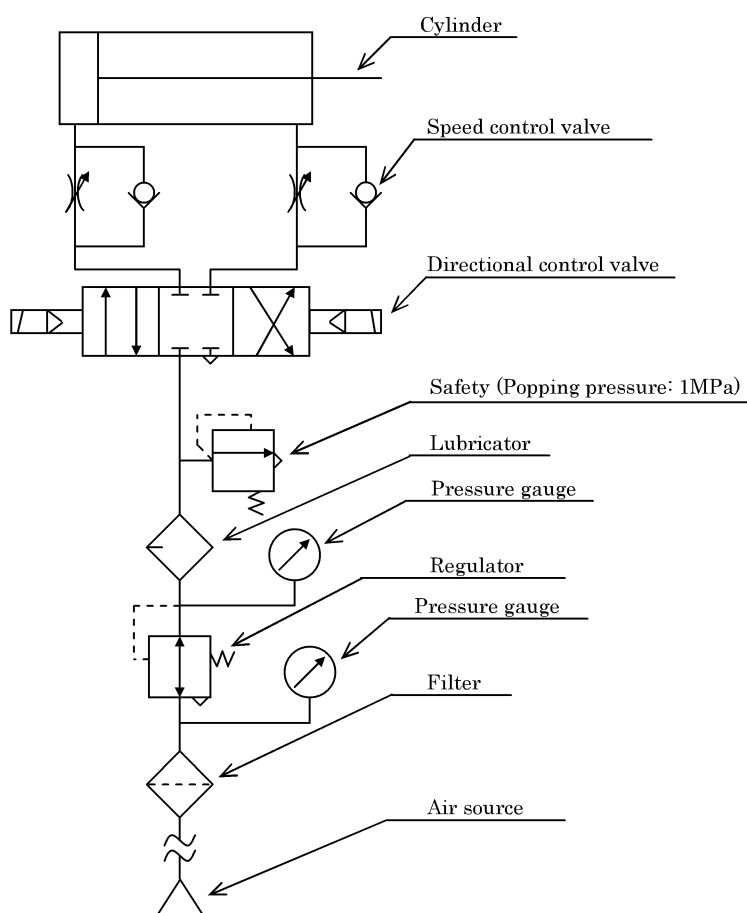 Cylinder
Speed control valve
Directional control valve
Safety (Popping pressure: 1MPa)
Lubricator
Pressure gauge
Regulator
Pressure gauge
Filter
Air source